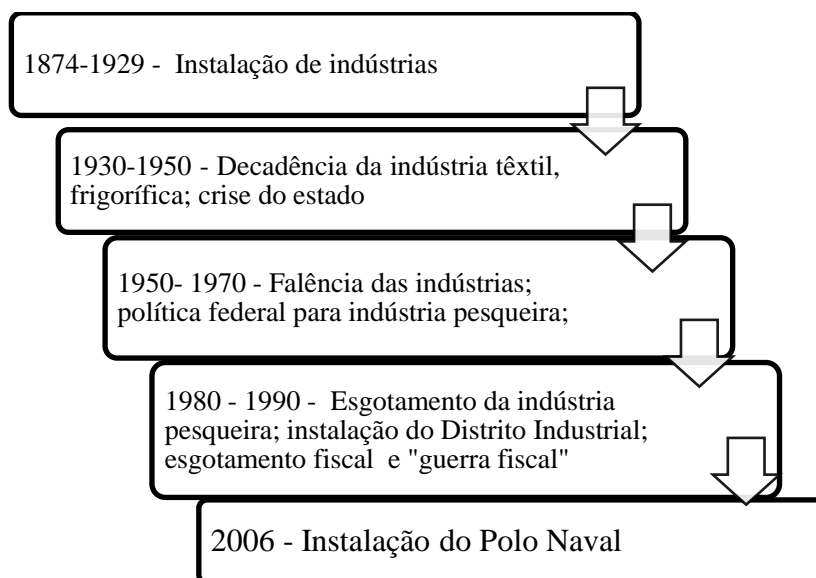 1874-1929 - Instalação de indústrias
1930-1950 - Decadência da indústria têxtil,
frigorífica; crise do estado
1950- 1970 - Falência das indústrias;
política federal para indústria pesqueira;
1980 - 1990 - Esgotamento da indústria
pesqueira; instalação do Distrito Industrial;
esgotamento fiscal e "guerra fiscal"
2006 - Instalação do Polo Naval